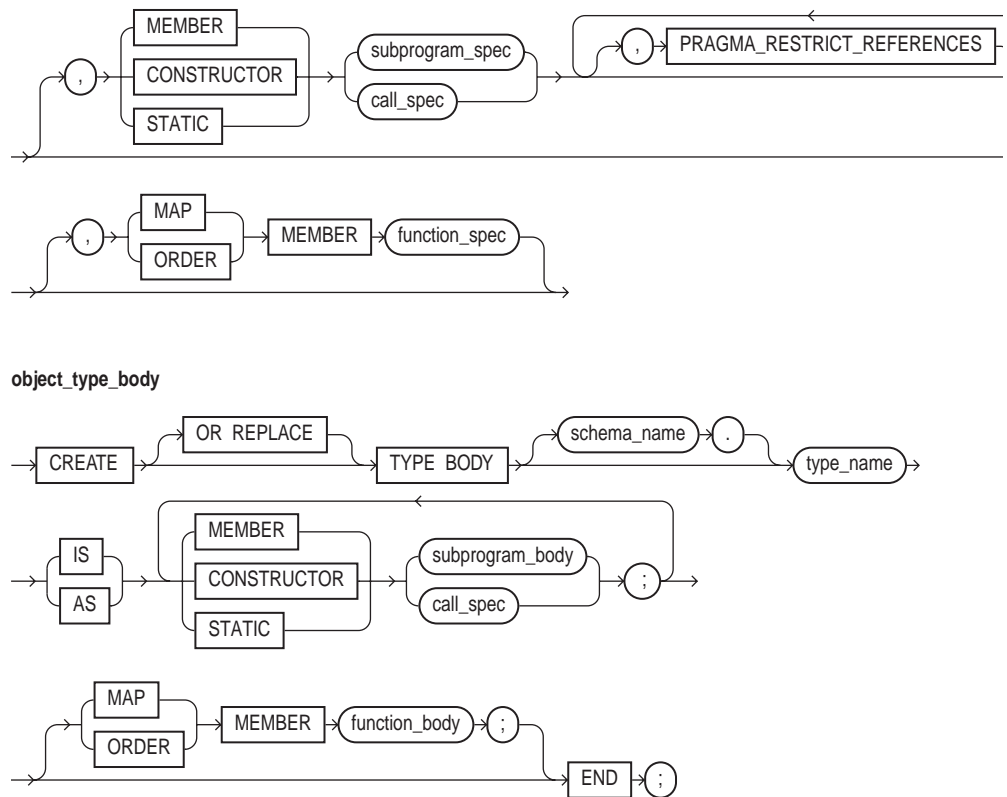 MEMBER
, CONSTRUCTOR
STATIC
subprogram_spec
call_spec
, PRAGMA_RESTRICT_REFERENCES
, MAP
ORDER
MEMBER function_spec
object_type_body
CREATE OR REPLACE TYPE BODY schema_name . type_name
IS
AS
MEMBER
CONSTRUCTOR
STATIC
subprogram_body
call_spec
;
MAP
ORDER
MEMBER function_body ;
END ;